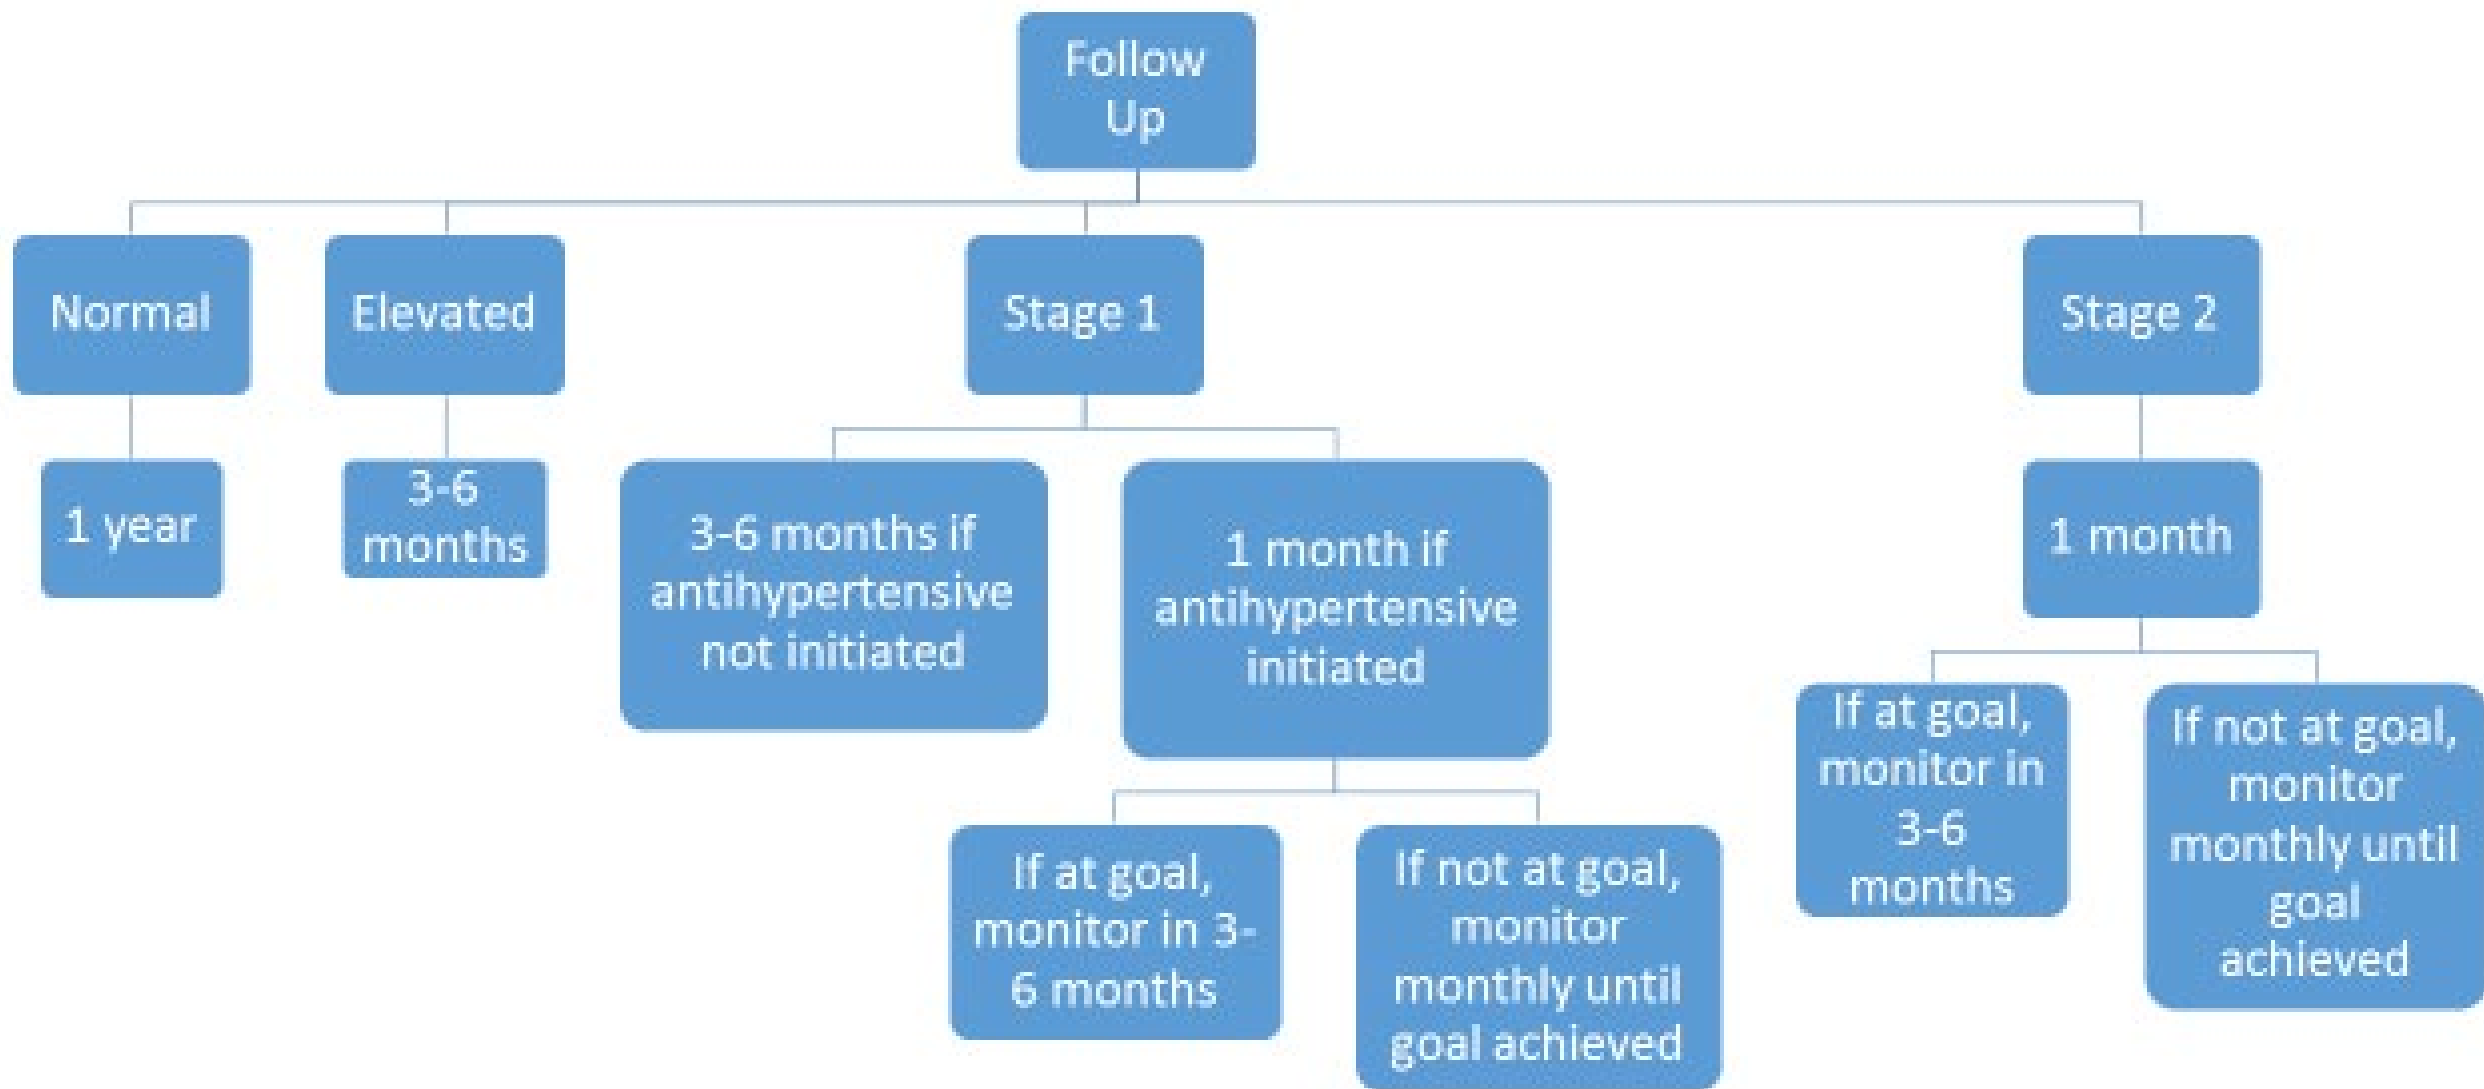 Follow
Up
Normal
Elevated
Stage 1
Stage 2
1 year
3-6
months
3-6 months if
antihypertensive
not initiated
1 month if
antihypertensive
initiated
1 month
If at goal,
monitor in 3-
6 months
If not at goal,
monitor
monthly until
goal achieved
If at goal,
monitor in
3-6
months
If not at goal,
monitor
monthly until
goal
achieved